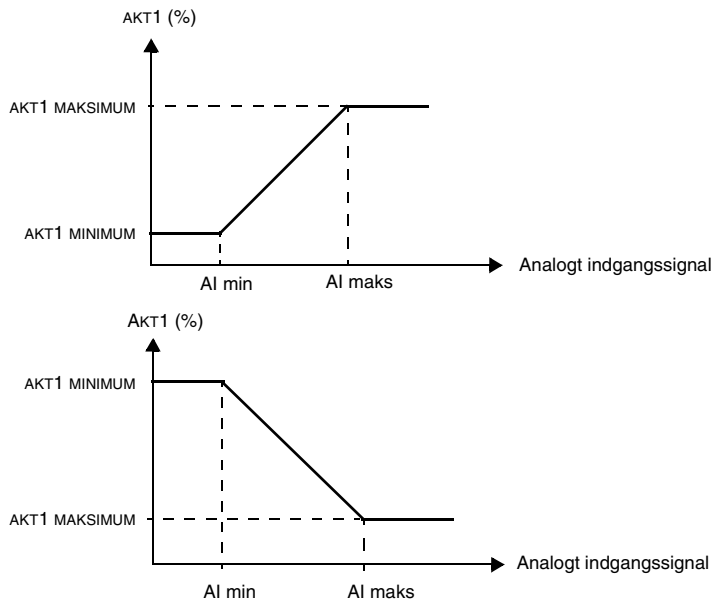 AKT1 (%)
AKT1 MAKSIMUM
AKT1 MINIMUM
Analogt indgangssignal
AI min
AI maks
AKT1 (%)
AKT1 MINIMUM
AKT1 MAKSIMUM
Analogt indgangssignal
AI min
AI maks